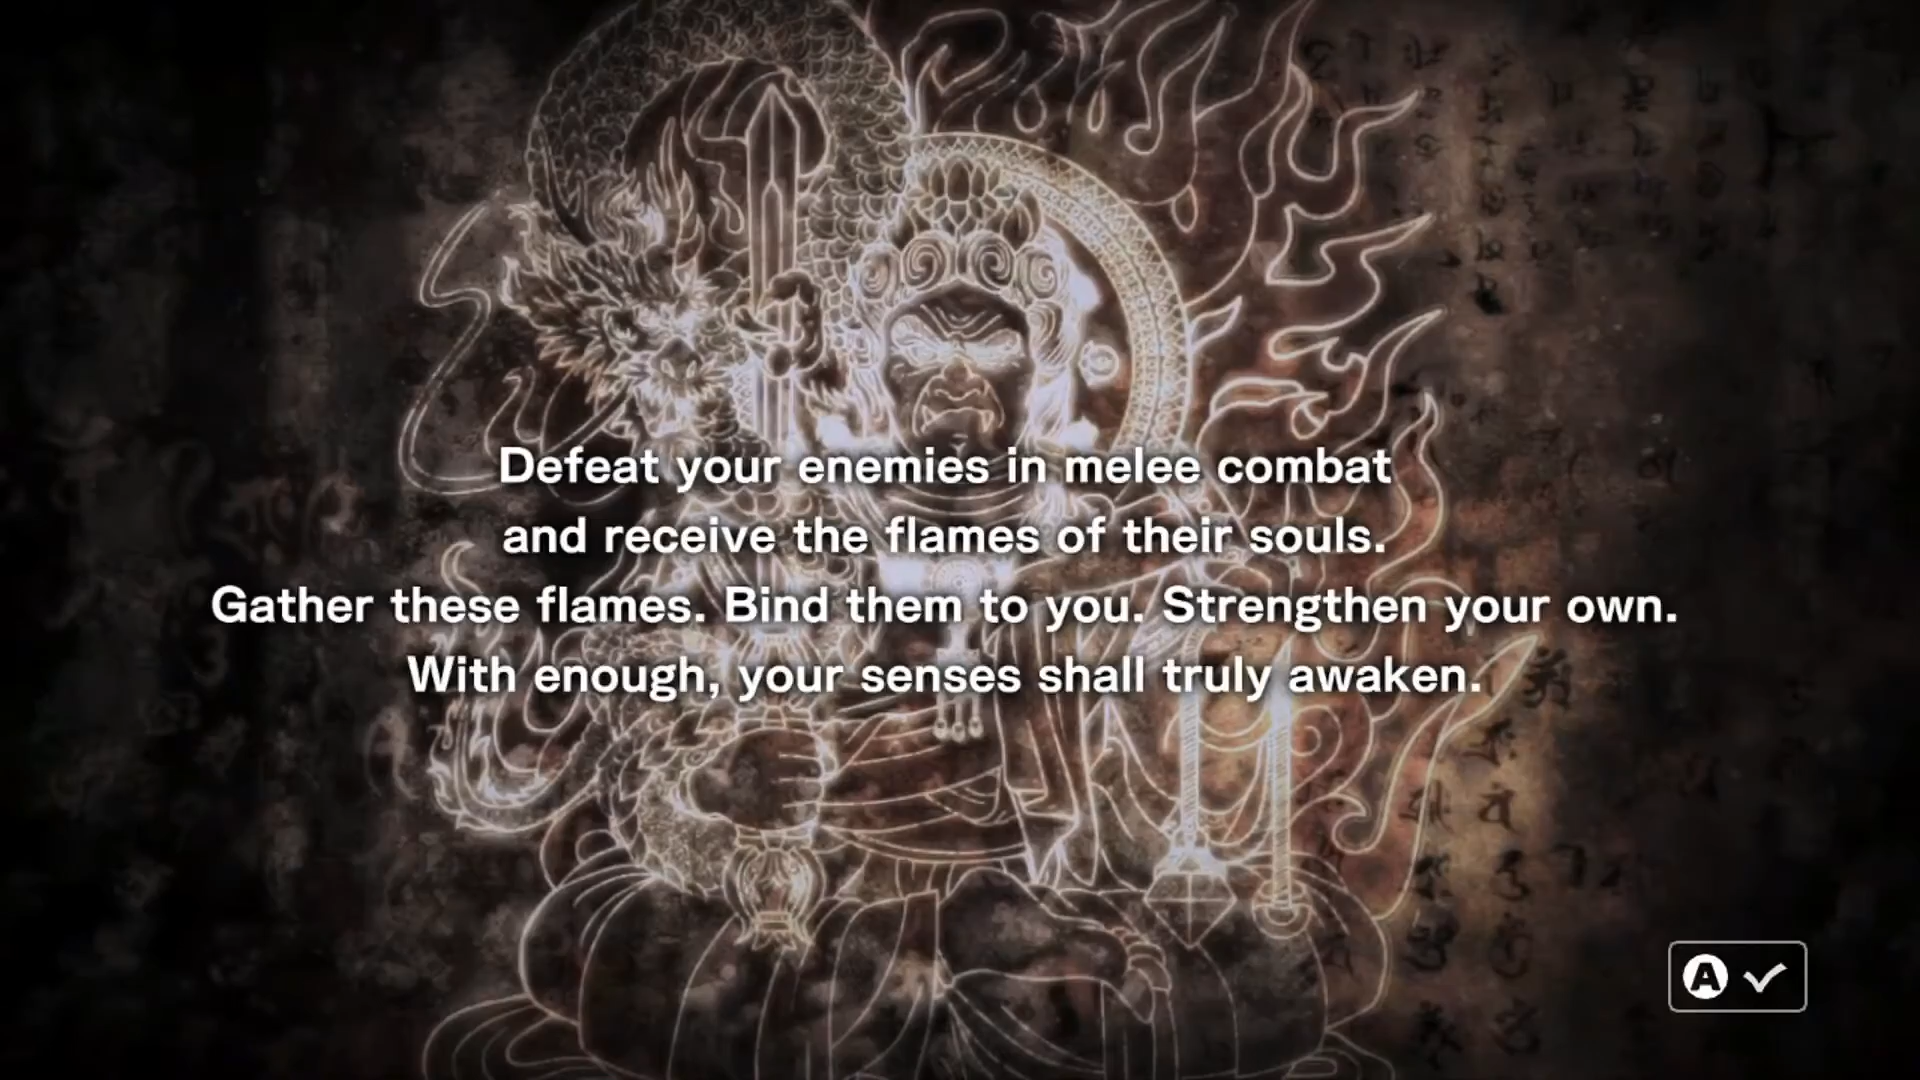 Defeat your enemies in melee combat
and receive the flames of their souls.
Gather these flames. Bind them to you. Strengthen your own.
With enough, your senses shall truly awaken.
A